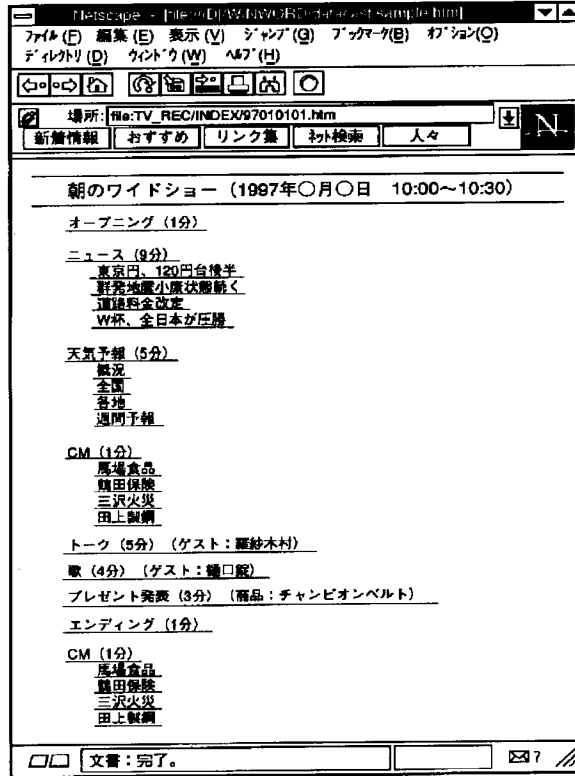 Netscape - [file:///D|/WINWORD/datacast sample.html]
ファイル(F) 編集(E) 表示(V) ジャンプ(G) ブックマーク(B) オプション(O)
ディレクトリ(D) ウィンドウ(W) ヘルプ(H)
場所: file:TV_REC/INDEX/97010101.htm
N
新着情報 おすすめ リンク集 ネット検索 人々
朝のワイドショー（1997年○月○日 10:00～10:30）
オープニング（1分）
ニュース（9分）
東京円、120円台後半
群発地震小康状態続く
道路料金改定
W杯、全日本が圧勝
天気予報（5分）
概況
全国
各地
週間予報
CM（1分）
馬場食品
鶴田保険
三沢火災
田上製鋼
トーク（5分）（ゲスト：羅紗木村）
歌（4分）（ゲスト：樋口錠）
プレゼント発表（3分）（商品：チャンピオンベルト）
エンディング（1分）
CM（1分）
馬場食品
鶴田保険
三沢火災
田上製鋼
文書：完了。
?